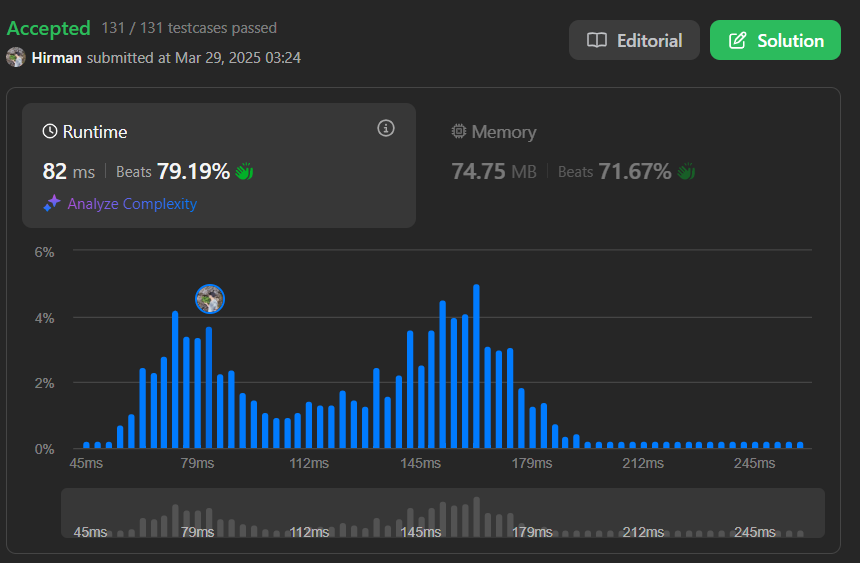 Accepted 131 / 131 testcases passed
Hirman submitted at Mar 29, 2025 03:24
Editorial
Solution
Runtime
82 ms Beats 79.19%
Analyze Complexity
Memory
74.75 MB Beats 71.67%
6%
4%
2%
0%
45ms 79ms 112ms 145ms 179ms 212ms 245ms
45ms 79ms 112ms 145ms 179ms 212ms 245ms